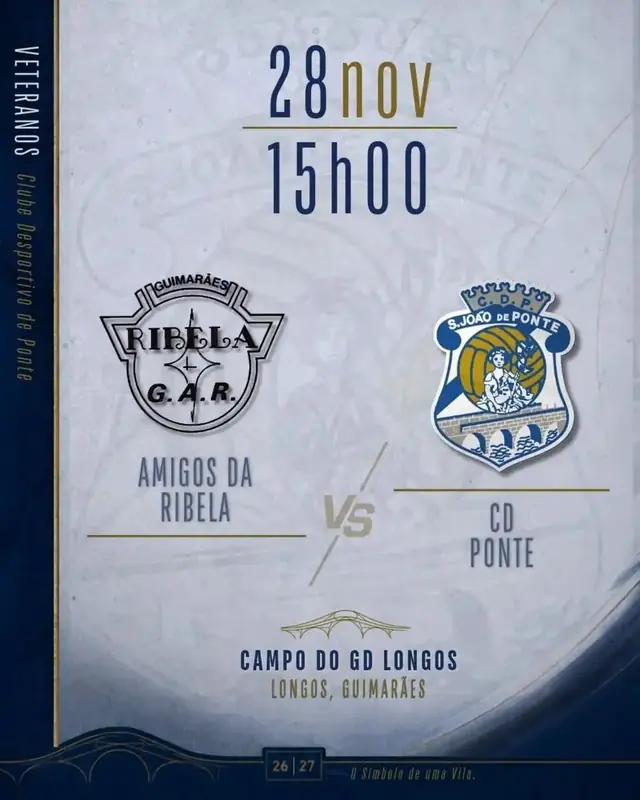 VETERANOS Clube Desportivo de Ponte
28nov
15h00
GUIMARÃES
RIBELA
G.A.R.
C.D.P.
S.JOÃO DE PONTE
AMIGOS DA
RIBELA
VS
CD
PONTE
CAMPO DO GD LONGOS
LONGOS, GUIMARÃES
26|27
O Símbolo de uma Vila.